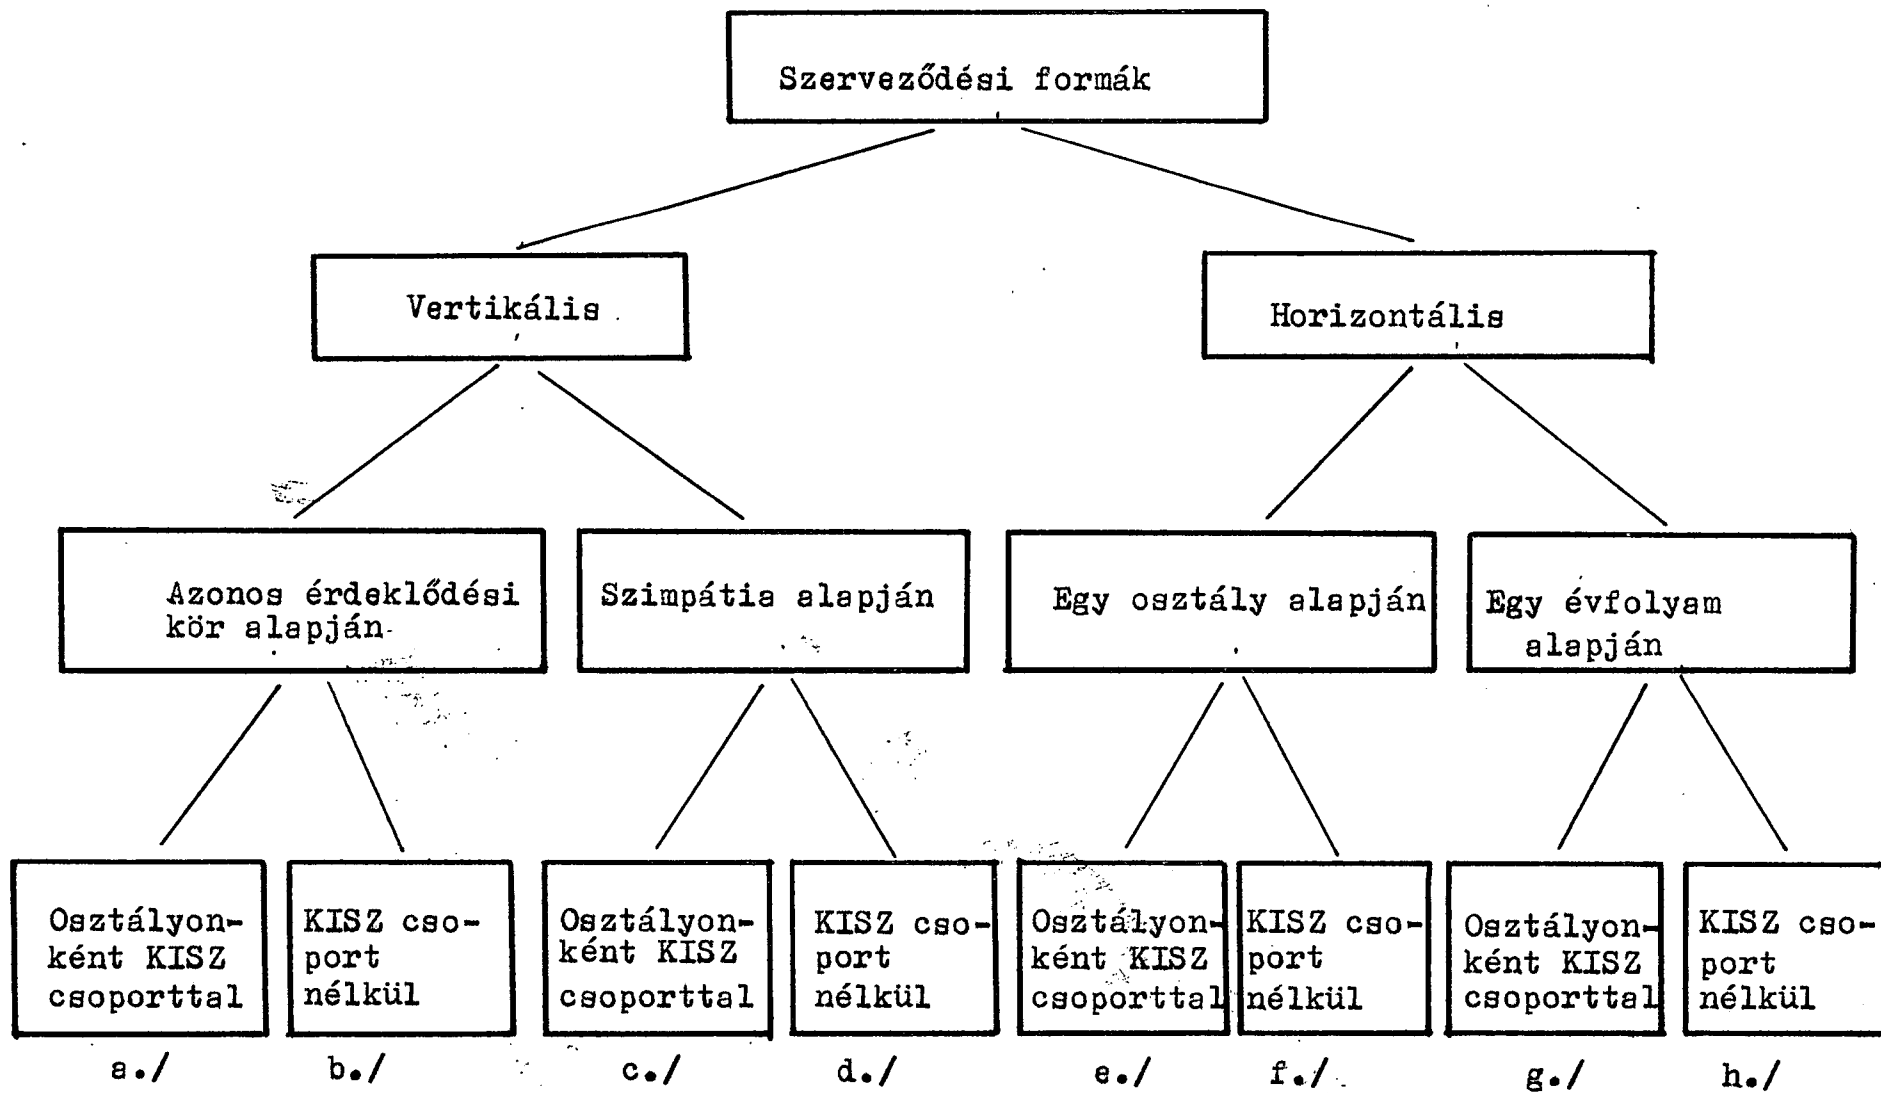 Szerveződési formák
Vertikális
Horizontális
Azonos érdeklődési
kör alapján
Szimpátia alapján
Egy osztály alapján
Egy évfolyam
alapján
Osztályon-
ként KISZ
csoporttal
KISZ cso-
port
nélkül
Osztályon-
ként KISZ
csoporttal
KISZ cso-
port
nélkül
Osztályon-
ként KISZ
csoporttal
KISZ cso-
port
nélkül
Osztályon-
ként KISZ
csoporttal
KISZ cso-
port
nélkül
a./ b./ c./ d./ e./ f./ g./ h./